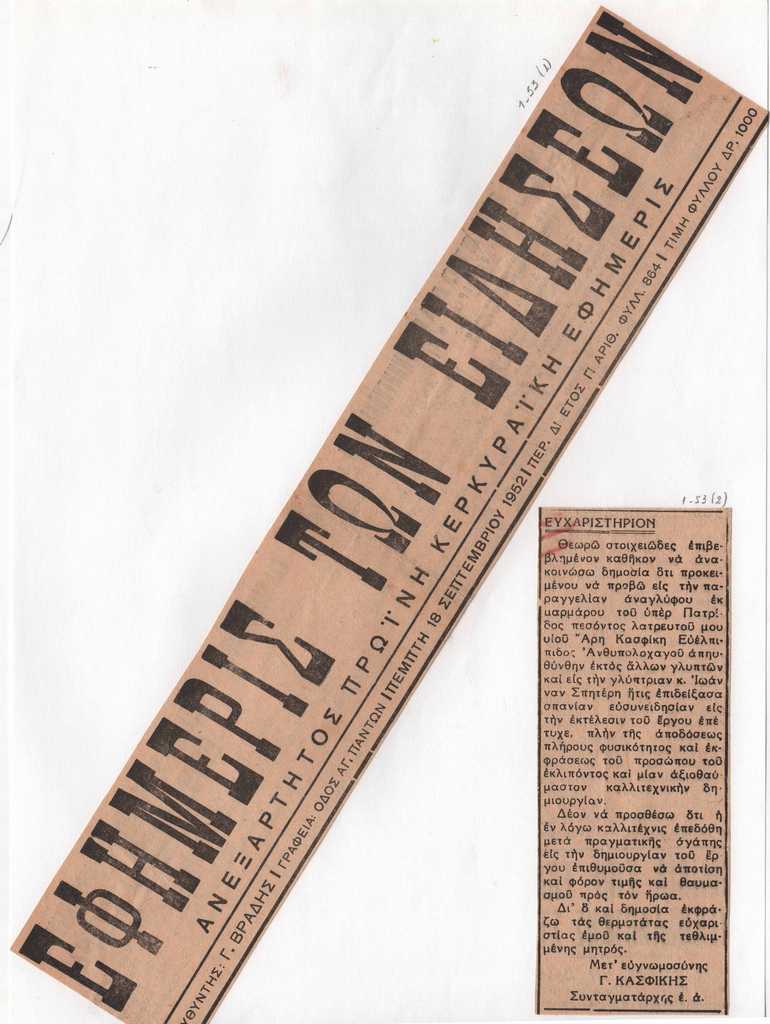 1-53 (1)
ΕΦΗΜΕΡΙΣ ΤΩΝ ΕΙΔΗΣΕΩΝ
ΑΝΕΞΑΡΤΗΤΟΣ ΠΡΩΪΝΗ ΚΕΡΚΥΡΑΪΚΗ ΕΦΗΜΕΡΙΣ
ΥΘΥΝΤΗΣ: Γ. ΒΡΑΔΗΣ | ΓΡΑΦΕΙΑ: ΟΔΟΣ ΑΓ. ΠΑΝΤΩΝ | ΠΕΜΠΤΗ 18 ΣΕΠΤΕΜΒΡΙΟΥ 1952 | ΠΕΡ. Δ! ΕΤΟΣ Γ! ΑΡΙΘ. ΦΥΛΛ. 864 | ΤΙΜΗ ΦΥΛΛΟΥ ΔΡ. 1000
1-53 (2)
ΕΥΧΑΡΙΣΤΗΡΙΟΝ
Θεωρῶ στοιχειῶδες ἐπιβε-
βλημένον καθῆκον νὰ ἀνα-
κοινώσω δημοσίᾳ ὅτι προκει-
μένου νὰ προβῶ εἰς τὴν πα-
ραγγελίαν ἀναγλύφου ἐκ
μαρμάρου τοῦ ὑπὲρ Πατρί-
δος πεσόντος λατρευτοῦ μου
υἱοῦ Ἄρη Κασφίκη Εὐέλπι-
πιδος Ἀνθυπολοχαγοῦ ἀπηυ-
θύνθην ἐκτὸς ἄλλων γλυπτῶν
καὶ εἰς τὴν γλύπτριαν κ. Ἰωάν
ναν Σπητέρη ἥτις ἐπιδείξασα
σπανίαν εὐσυνειδησίαν εἰς
τὴν ἐκτέλεσιν τοῦ ἔργου ἐπέ
τυχε, πλὴν τῆς ἀποδόσεως
πλήρους φυσικότητος καὶ ἐκ-
φράσεως τοῦ προσώπου τοῦ
ἐκλιπόντος καὶ μίαν ἀξιοθαύ-
μαστον καλλιτεχνικὴν δη-
μιουργίαν.
Δέον νὰ προσθέσω ὅτι ἡ
ἐν λόγω καλλιτέχνις ἐπεδόθη
μετὰ πραγματικῆς ἀγάπης
εἰς τὴν δημιουργίαν τοῦ ἔρ-
γου ἐπιθυμοῦσα νὰ ἀποτίση
καὶ φόρον τιμῆς καὶ θαυμα-
σμοῦ πρὸς τὸν ἥρωα.
Δι' ὃ καὶ δημοσία ἐκφρά-
ζω τὰς θερμοτάτας εὐχαρι-
στίας ἐμοῦ καὶ τῆς τεθλιμ-
μένης μητρός.
Μετ' εὐγνωμοσύνης
Γ. ΚΑΣΦΙΚΗΣ
Συνταγματάρχης ἐ. ἀ.